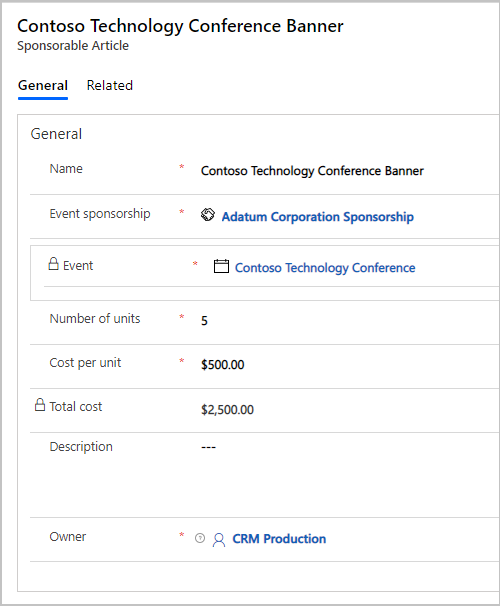 Contoso Technology Conference Banner
Sponsorable Article
General Related
General
Name * Contoso Technology Conference Banner
Event sponsorship * Adatum Corporation Sponsorship
Event * Contoso Technology Conference
Number of units * 5
Cost per unit * $500.00
Total cost $2,500.00
Description ---
Owner * CRM Production